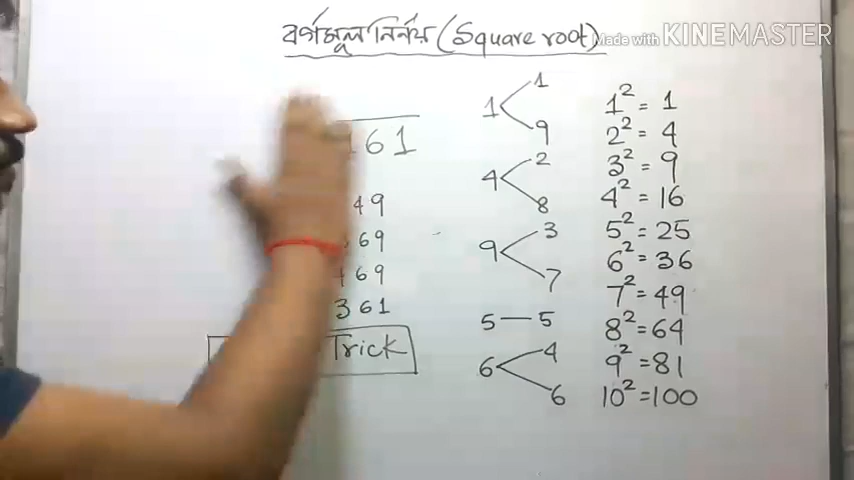 বর্গমূল নির্নয় (Square root)
Made with KINEMASTER
61
49
69
69
361
Trick
1 1 9
4 2 8
9 3 7
5 — 5
6 4 6
1² = 1
2² = 4
3² = 9
4² = 16
5² = 25
6² = 36
7² = 49
8² = 64
9² = 81
10² = 100